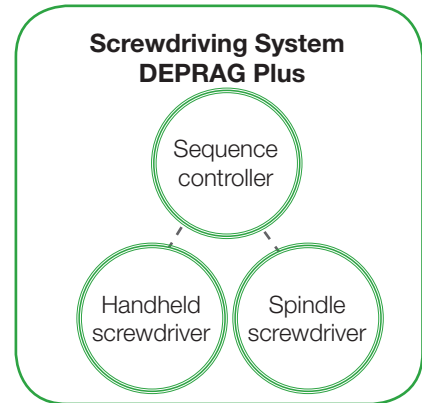 Screwdriving System
DEPRAG Plus
Sequence
controller
Handheld
screwdriver
Spindle
screwdriver